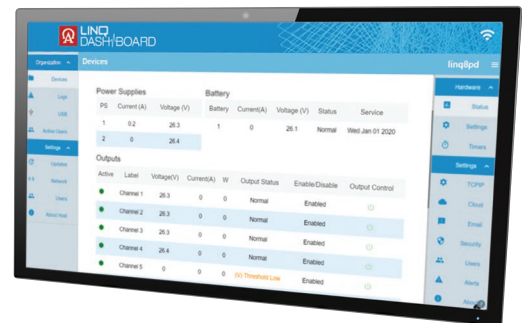 LINQ
DASH/BOARD
Organization
Devices
linq8pd
Devices
Logs
USB
Active Users
Settings
Updates
Network
Users
About Host
Power Supplies
PS Current (A) Voltage (V)
1 0.2 26.3
2 0 26.4
Battery
Battery Current(A) Voltage (V) Status Service
1 0 26.1 Normal Wed Jan 01 2020
Outputs
Active Label Voltage(V) Current(A) W Output Status Enable/Disable Output Control
Channel 1 26.3 0 0 Normal Enabled
Channel 2 26.3 0 0 Normal Enabled
Channel 3 26.3 0 0 Normal Enabled
Channel 4 26.4 0 0 Normal Enabled
Channel 5 0 0 0 (V) Threshold Low Enabled
Hardware
Status
Settings
Timers
Settings
TCPIP
Cloud
Email
Security
Users
Alerts